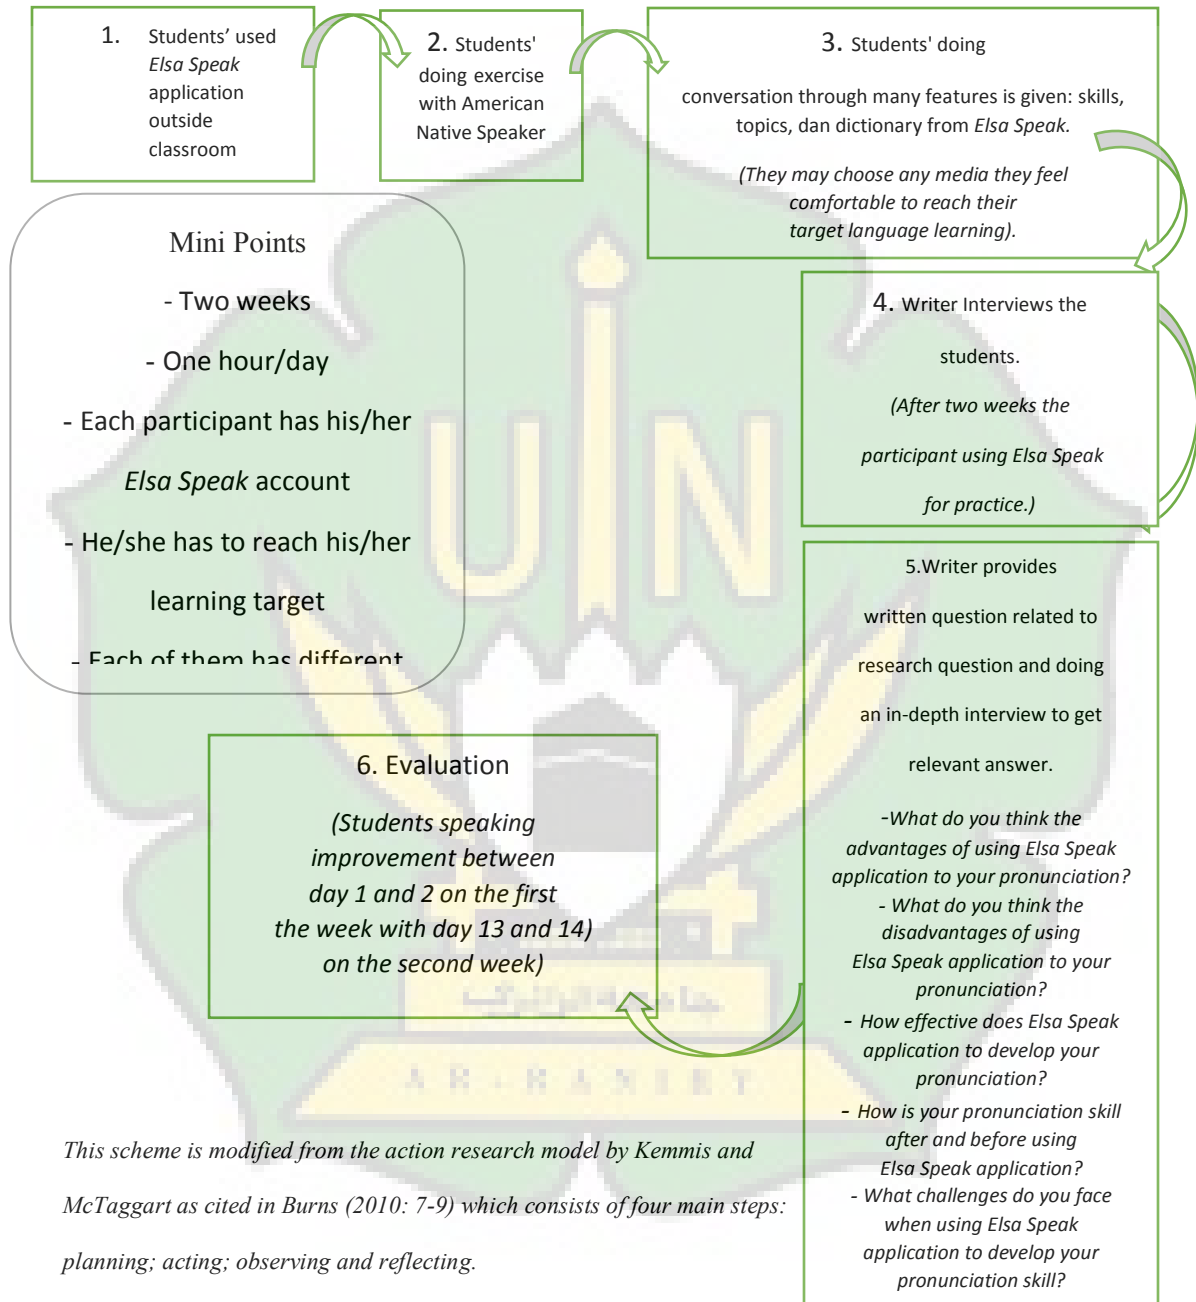 1. Students’ used
Elsa Speak
application
outside
classroom
2. Students'
doing exercise
with American
Native Speaker
3. Students' doing
conversation through many features is given: skills,
topics, dan dictionary from Elsa Speak.
(They may choose any media they feel
comfortable to reach their
target language learning).
Mini Points
- Two weeks
- One hour/day
- Each participant has his/her
Elsa Speak account
- He/she has to reach his/her
learning target
- Each of them has different
4. Writer Interviews the
students.
(After two weeks the
participant using Elsa Speak
for practice.)
5.Writer provides
written question related to
research question and doing
an in-depth interview to get
relevant answer.
-What do you think the
advantages of using Elsa Speak
application to your pronunciation?
- What do you think the
disadvantages of using
Elsa Speak application to your
pronunciation?
- How effective does Elsa Speak
application to develop your
pronunciation?
- How is your pronunciation skill
after and before using
Elsa Speak application?
- What challenges do you face
when using Elsa Speak
application to develop your
pronunciation skill?
6. Evaluation
(Students speaking
improvement between
day 1 and 2 on the first
the week with day 13 and 14)
on the second week)
This scheme is modified from the action research model by Kemmis and
McTaggart as cited in Burns (2010: 7-9) which consists of four main steps:
planning; acting; observing and reflecting.
UIN
AR-RANIRY